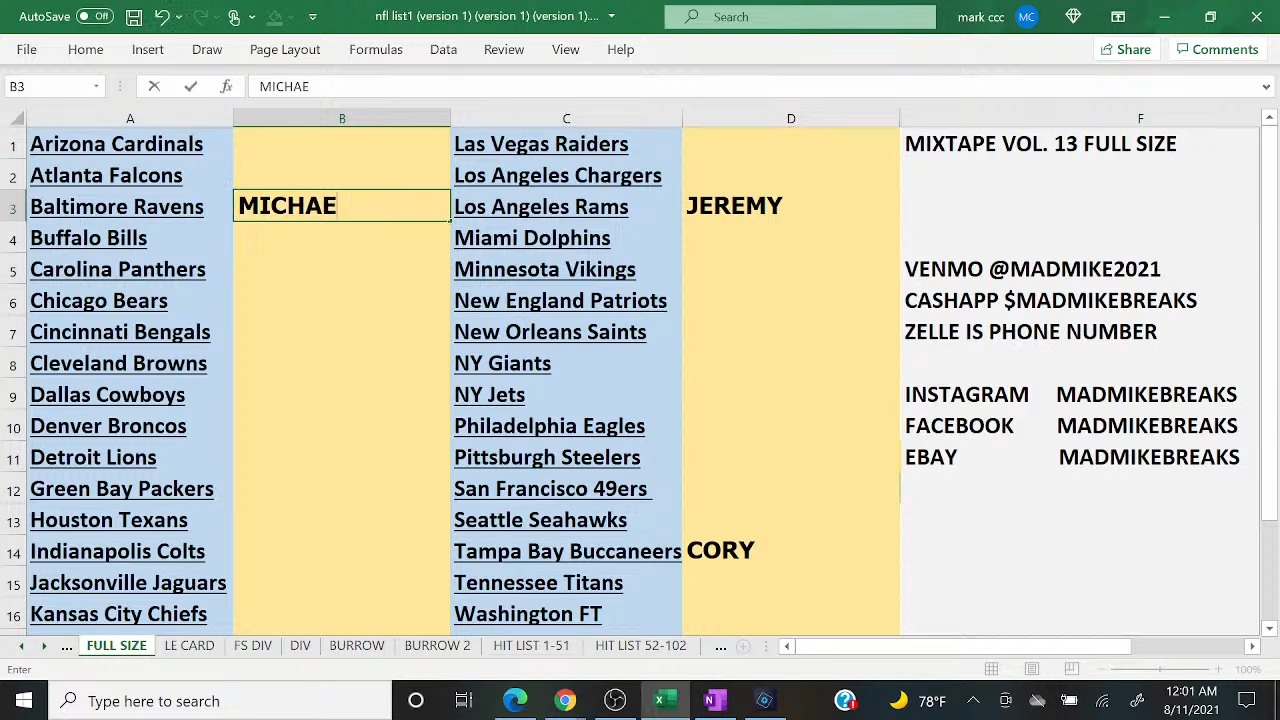 AutoSave Off nfl list1 (version 1) (version 1) (version 1)... Search mark ccc MC
File Home Insert Draw Page Layout Formulas Data Review View Help Share Comments
B3 fx MICHAE
A B C D F
1 Arizona Cardinals Las Vegas Raiders MIXTAPE VOL. 13 FULL SIZE
2 Atlanta Falcons Los Angeles Chargers
3 Baltimore Ravens MICHAE Los Angeles Rams JEREMY
4 Buffalo Bills Miami Dolphins
5 Carolina Panthers Minnesota Vikings VENMO @MADMIKE2021
6 Chicago Bears New England Patriots CASHAPP $MADMIKEBREAKS
7 Cincinnati Bengals New Orleans Saints ZELLE IS PHONE NUMBER
8 Cleveland Browns NY Giants
9 Dallas Cowboys NY Jets INSTAGRAM MADMIKEBREAKS
10 Denver Broncos Philadelphia Eagles FACEBOOK MADMIKEBREAKS
11 Detroit Lions Pittsburgh Steelers EBAY MADMIKEBREAKS
12 Green Bay Packers San Francisco 49ers
13 Houston Texans Seattle Seahawks
14 Indianapolis Colts Tampa Bay Buccaneers CORY
15 Jacksonville Jaguars Tennessee Titans
16 Kansas City Chiefs Washington FT
... FULL SIZE LE CARD FS DIV DIV BURROW BURROW 2 HIT LIST 1-51 HIT LIST 52-102 ...
Enter 100%
Type here to search 78°F 12:01 AM
8/11/2021